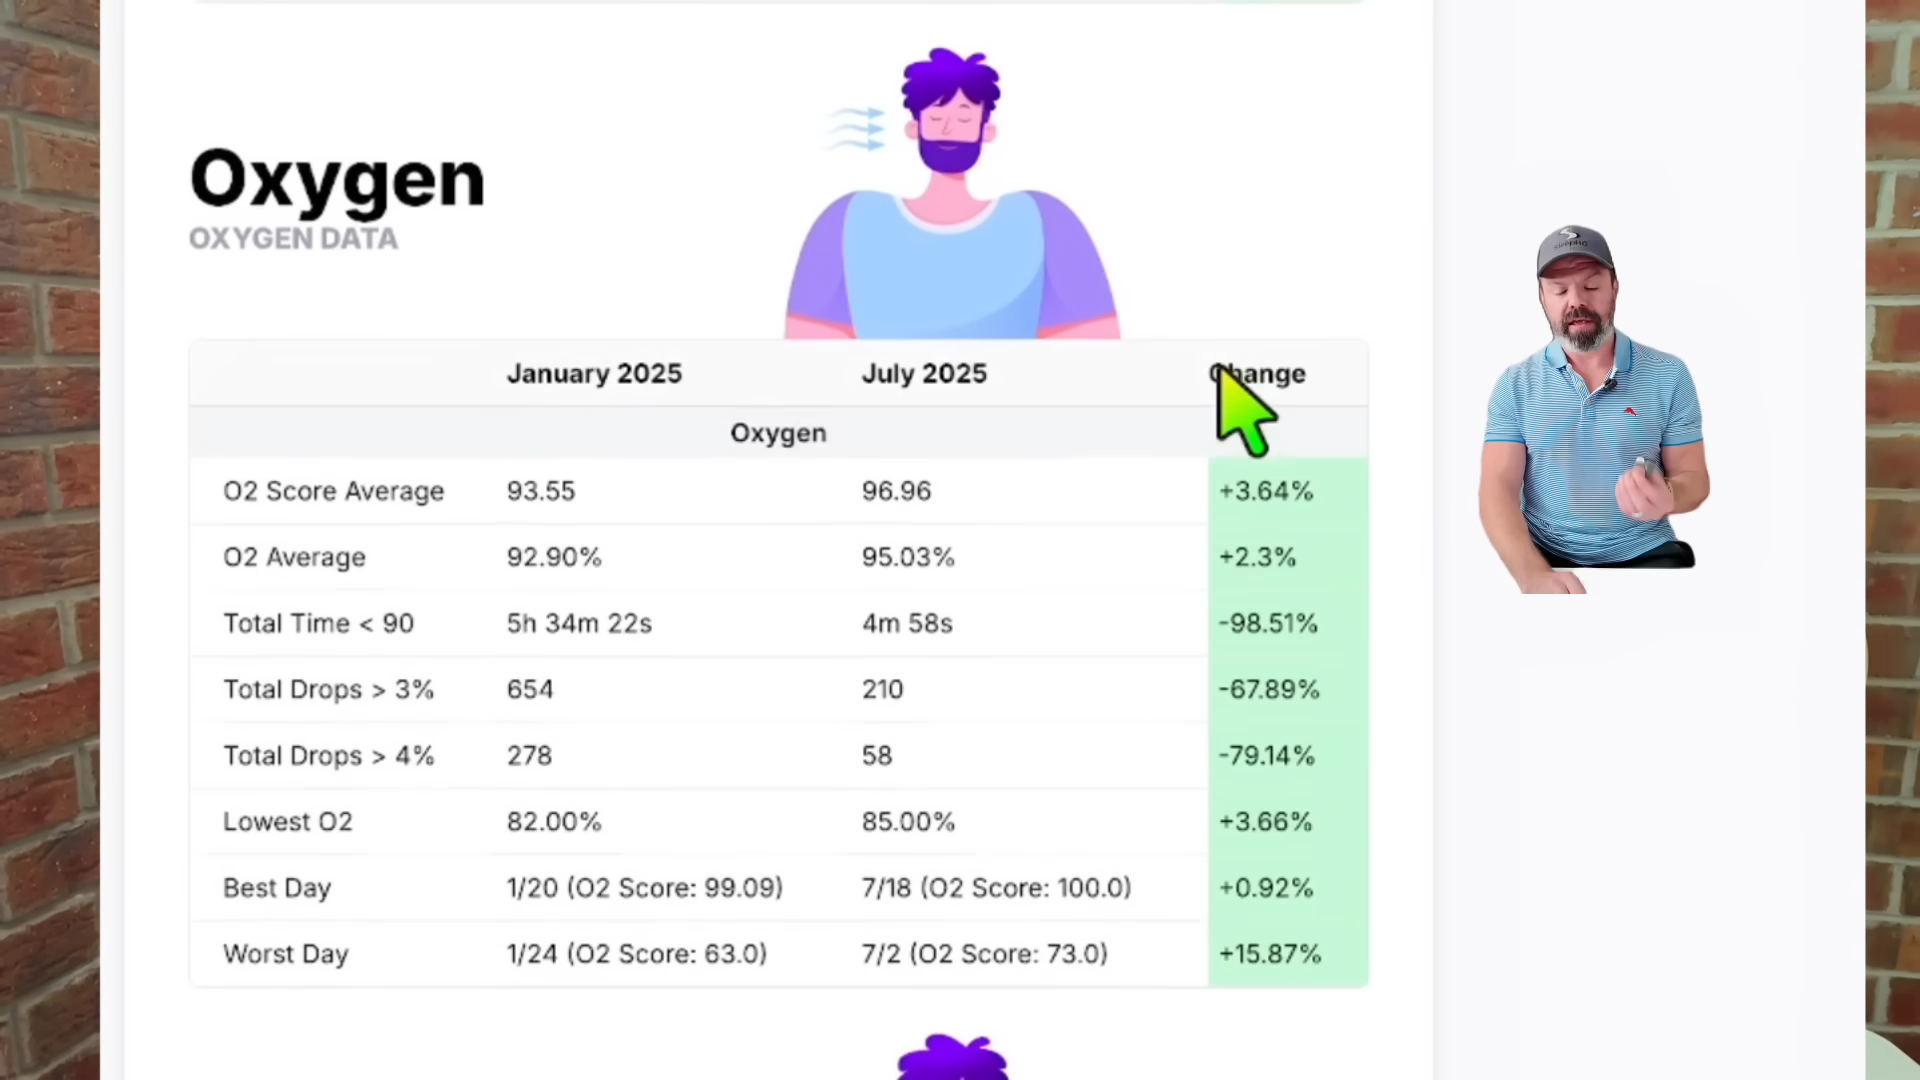 Oxygen
OXYGEN DATA
January 2025 July 2025 Change
Oxygen
O2 Score Average 93.55 96.96 +3.64%
O2 Average 92.90% 95.03% +2.3%
Total Time < 90 5h 34m 22s 4m 58s -98.51%
Total Drops > 3% 654 210 -67.89%
Total Drops > 4% 278 58 -79.14%
Lowest O2 82.00% 85.00% +3.66%
Best Day 1/20 (O2 Score: 99.09) 7/18 (O2 Score: 100.0) +0.92%
Worst Day 1/24 (O2 Score: 63.0) 7/2 (O2 Score: 73.0) +15.87%